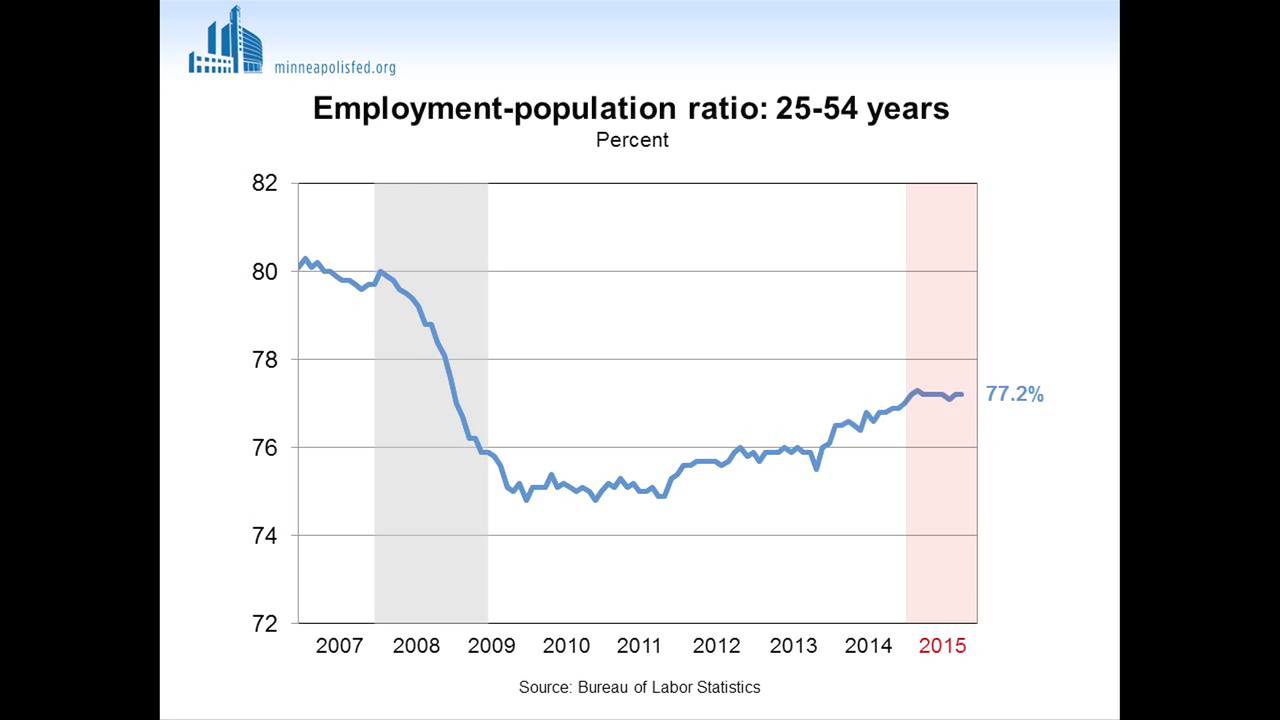 minneapolisfed.org
Employment-population ratio: 25-54 years
Percent
82
80
78
76
74
72
77.2%
2007 2008 2009 2010 2011 2012 2013 2014 2015
Source: Bureau of Labor Statistics